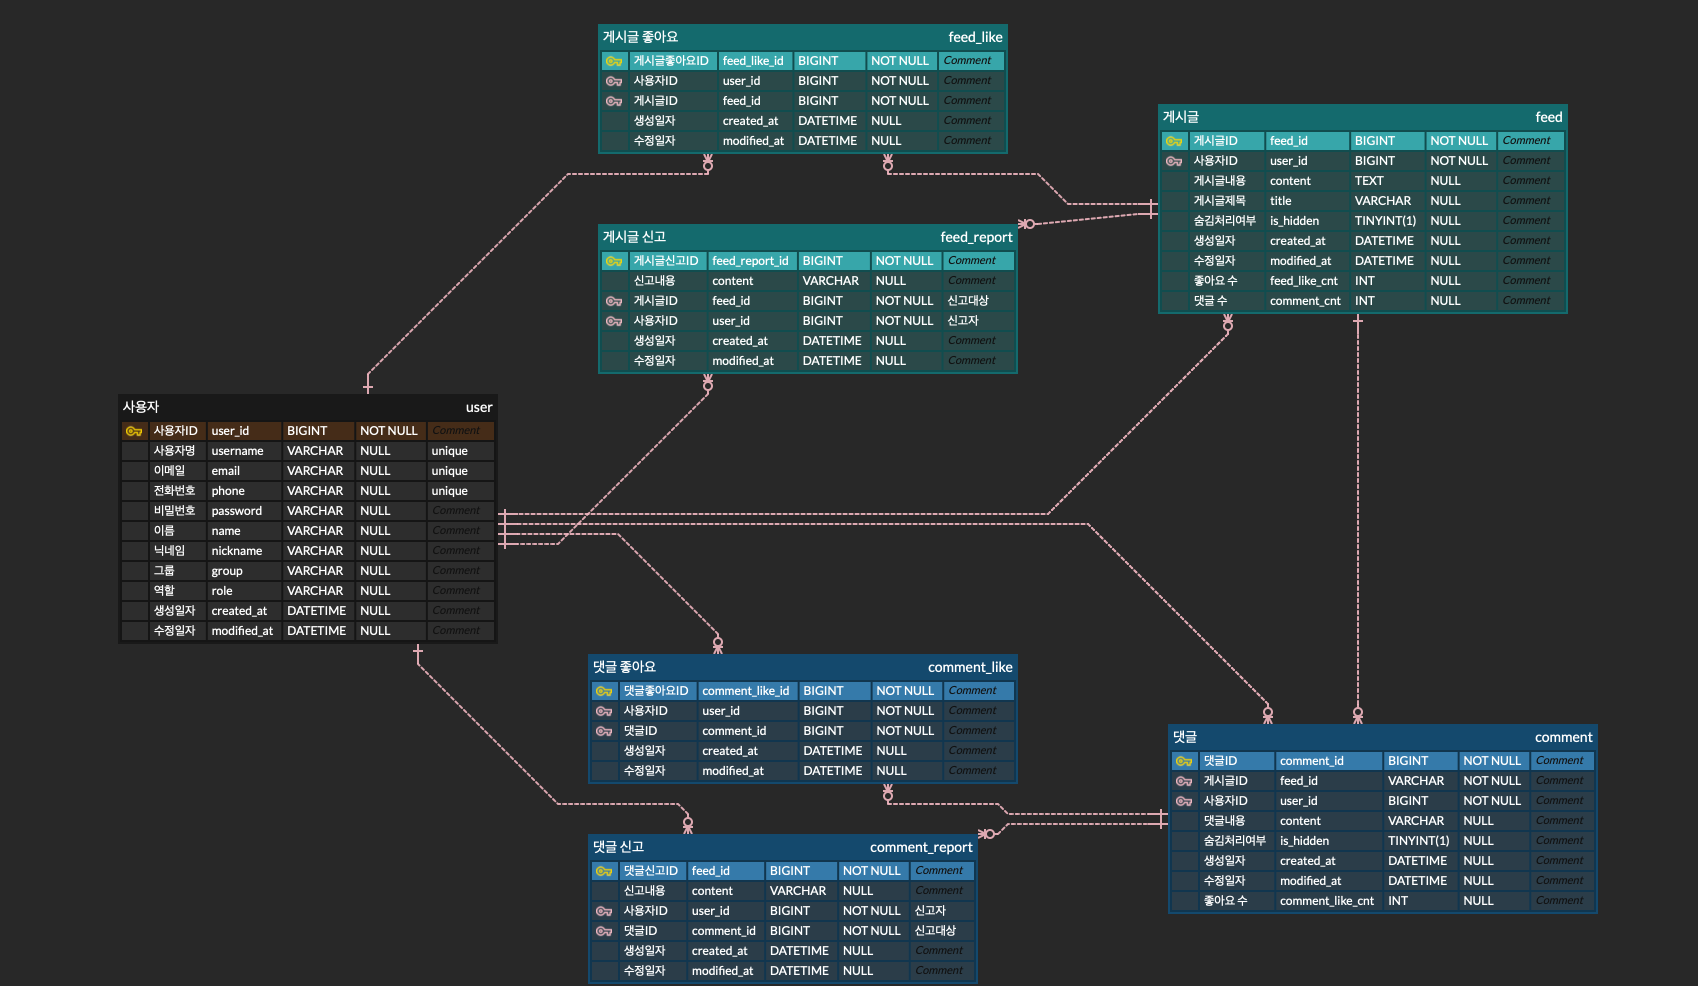 게시글 좋아요 feed_like
게시글좋아요ID feed_like_id BIGINT NOT NULL Comment
사용자ID user_id BIGINT NOT NULL Comment
게시글ID feed_id BIGINT NOT NULL Comment
생성일자 created_at DATETIME NULL Comment
수정일자 modified_at DATETIME NULL Comment
게시글 feed
게시글ID feed_id BIGINT NOT NULL Comment
사용자ID user_id BIGINT NOT NULL Comment
게시글내용 content TEXT NULL Comment
게시글제목 title VARCHAR NULL Comment
숨김처리여부 is_hidden TINYINT(1) NULL Comment
생성일자 created_at DATETIME NULL Comment
수정일자 modified_at DATETIME NULL Comment
좋아요 수 feed_like_cnt INT NULL Comment
댓글 수 comment_cnt INT NULL Comment
게시글 신고 feed_report
게시글신고ID feed_report_id BIGINT NOT NULL Comment
신고내용 content VARCHAR NULL Comment
게시글ID feed_id BIGINT NOT NULL 신고대상
사용자ID user_id BIGINT NOT NULL 신고자
생성일자 created_at DATETIME NULL Comment
수정일자 modified_at DATETIME NULL Comment
사용자 user
사용자ID user_id BIGINT NOT NULL Comment
사용자명 username VARCHAR NULL unique
이메일 email VARCHAR NULL unique
전화번호 phone VARCHAR NULL unique
비밀번호 password VARCHAR NULL Comment
이름 name VARCHAR NULL Comment
닉네임 nickname VARCHAR NULL Comment
그룹 group VARCHAR NULL Comment
역할 role VARCHAR NULL Comment
생성일자 created_at DATETIME NULL Comment
수정일자 modified_at DATETIME NULL Comment
댓글 좋아요 comment_like
댓글좋아요ID comment_like_id BIGINT NOT NULL Comment
사용자ID user_id BIGINT NOT NULL Comment
댓글ID comment_id BIGINT NOT NULL Comment
생성일자 created_at DATETIME NULL Comment
수정일자 modified_at DATETIME NULL Comment
댓글 comment
댓글ID comment_id BIGINT NOT NULL Comment
게시글ID feed_id VARCHAR NOT NULL Comment
사용자ID user_id BIGINT NOT NULL Comment
댓글내용 content VARCHAR NULL Comment
숨김처리여부 is_hidden TINYINT(1) NULL Comment
생성일자 created_at DATETIME NULL Comment
수정일자 modified_at DATETIME NULL Comment
좋아요 수 comment_like_cnt INT NULL Comment
댓글 신고 comment_report
댓글신고ID feed_id BIGINT NOT NULL Comment
신고내용 content VARCHAR NULL Comment
사용자ID user_id BIGINT NOT NULL 신고자
댓글ID comment_id BIGINT NOT NULL 신고대상
생성일자 created_at DATETIME NULL Comment
수정일자 modified_at DATETIME NULL Comment